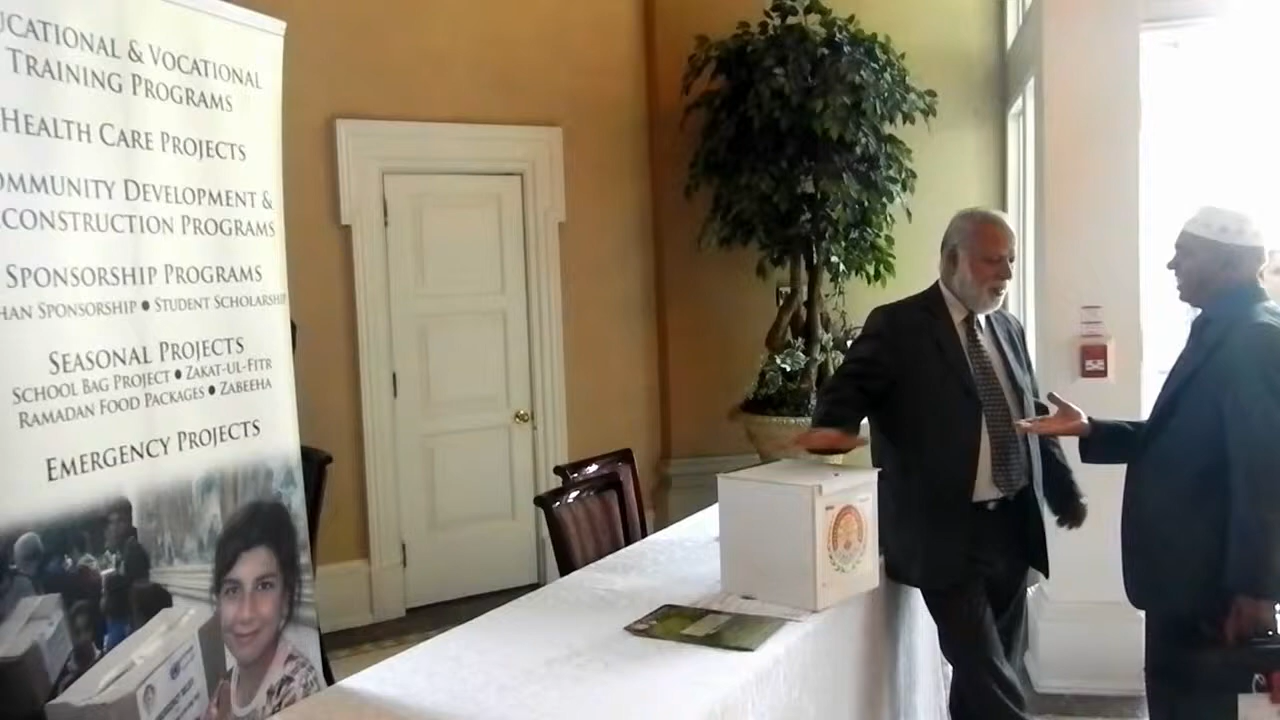 UCATIONAL & VOCATIONAL
TRAINING PROGRAMS
HEALTH CARE PROJECTS
OMMUNITY DEVELOPMENT &
CONSTRUCTION PROGRAMS
SPONSORSHIP PROGRAMS
HAN SPONSORSHIP ● STUDENT SCHOLARSHIP
SEASONAL PROJECTS
SCHOOL BAG PROJECT ● ZAKAT-UL-FITR
RAMADAN FOOD PACKAGES ● ZABEEHA
EMERGENCY PROJECTS